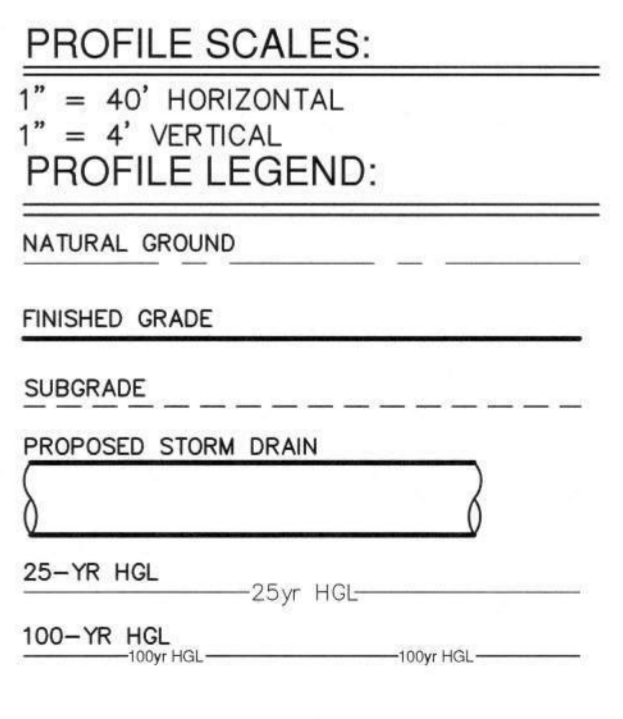 PROFILE SCALES:
1" = 40' HORIZONTAL
1" = 4' VERTICAL
PROFILE LEGEND:
NATURAL GROUND
FINISHED GRADE
SUBGRADE
PROPOSED STORM DRAIN
25-YR HGL
25yr HGL
100-YR HGL
100yr HGL 100yr HGL